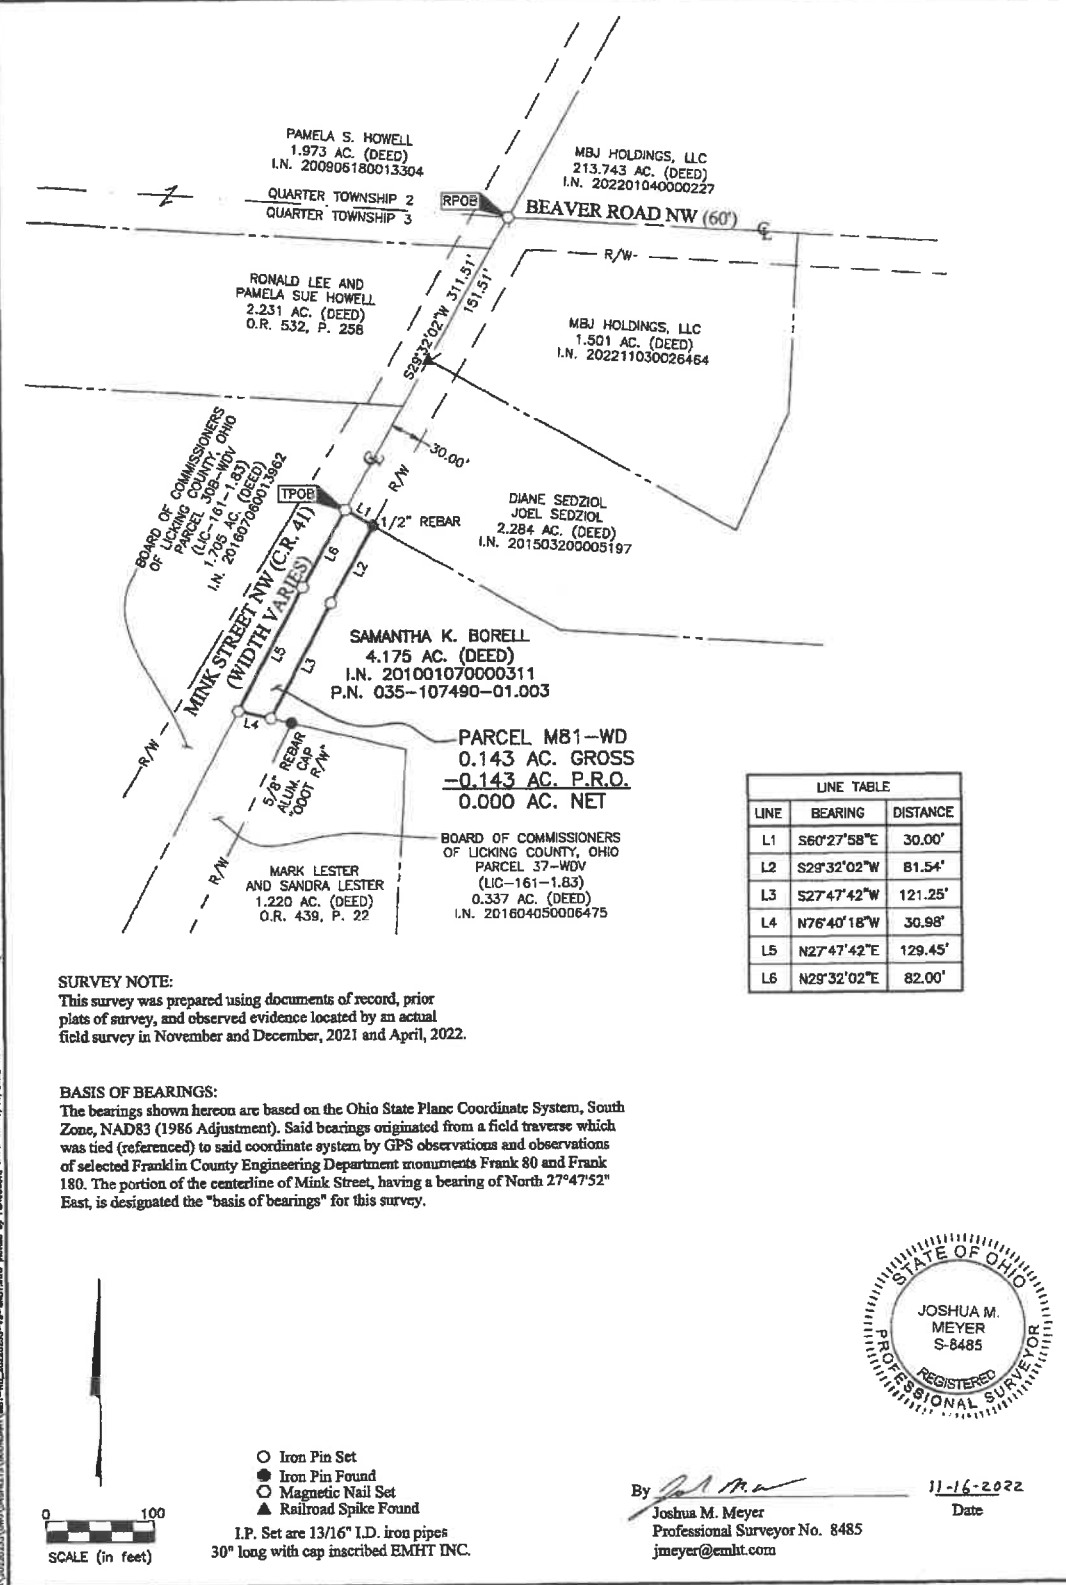 PAMELA S. HOWELL
1.973 AC. (DEED)
I.N. 200906180013304
MBJ HOLDINGS, LLC
213.743 AC. (DEED)
I.N. 202201040000227
QUARTER TOWNSHIP 2
QUARTER TOWNSHIP 3
RPOB
BEAVER ROAD NW (60')
R/W
RONALD LEE AND
PAMELA SUE HOWELL
2.231 AC. (DEED)
O.R. 532, P. 258
S29°32'02"W 311.51'
151.51'
MBJ HOLDINGS, LLC
1.501 AC. (DEED)
I.N. 202211030026464
BOARD OF COMMISSIONERS
OF LICKING COUNTY, OHIO
PARCEL 30B-WDV
(LIC-161-1.83)
1.705 AC. (DEED)
I.N. 201607060013962
30.00'
R/W
TPOB
L1
1/2" REBAR
DIANE SEDZIOL
JOEL SEDZIOL
2.284 AC. (DEED)
I.N. 201503200005197
L6
L2
MINK STREET NW (C.R. 41)
(WIDTH VARIES)
L5
L3
SAMANTHA K. BORELL
4.175 AC. (DEED)
I.N. 201001070000311
P.N. 035-107490-01.003
L4
R/W
5/8" REBAR
ALUM. CAP
"ODOT R/W"
PARCEL M81-WD
0.143 AC. GROSS
-0.143 AC. P.R.O.
0.000 AC. NET
R/W
MARK LESTER
AND SANDRA LESTER
1.220 AC. (DEED)
O.R. 439, P. 22
BOARD OF COMMISSIONERS
OF LICKING COUNTY, OHIO
PARCEL 37-WDV
(LIC-161-1.83)
0.337 AC. (DEED)
I.N. 201604050006475
LINE TABLE
LINE BEARING DISTANCE
L1 S60°27'58"E 30.00'
L2 S29°32'02"W 81.54'
L3 S27°47'42"W 121.25'
L4 N76°40'18"W 30.98'
L5 N27°47'42"E 129.45'
L6 N29°32'02"E 82.00'
SURVEY NOTE:
This survey was prepared using documents of record, prior
plats of survey, and observed evidence located by an actual
field survey in November and December, 2021 and April, 2022.
BASIS OF BEARINGS:
The bearings shown hereon are based on the Ohio State Plane Coordinate System, South
Zone, NAD83 (1986 Adjustment). Said bearings originated from a field traverse which
was tied (referenced) to said coordinate system by GPS observations and observations
of selected Franklin County Engineering Department monuments Frank 80 and Frank
180. The portion of the centerline of Mink Street, having a bearing of North 27°47'52"
East, is designated the "basis of bearings" for this survey.
STATE OF OHIO
JOSHUA M.
MEYER
S-8485
REGISTERED
PROFESSIONAL SURVEYOR
Iron Pin Set
Iron Pin Found
Magnetic Nail Set
Railroad Spike Found
I.P. Set are 13/16" I.D. iron pipes
30" long with cap inscribed EMHT INC.
0 100
SCALE (in feet)
By
11-16-2022
Joshua M. Meyer
Date
Professional Surveyor No. 8485
jmeyer@emht.com